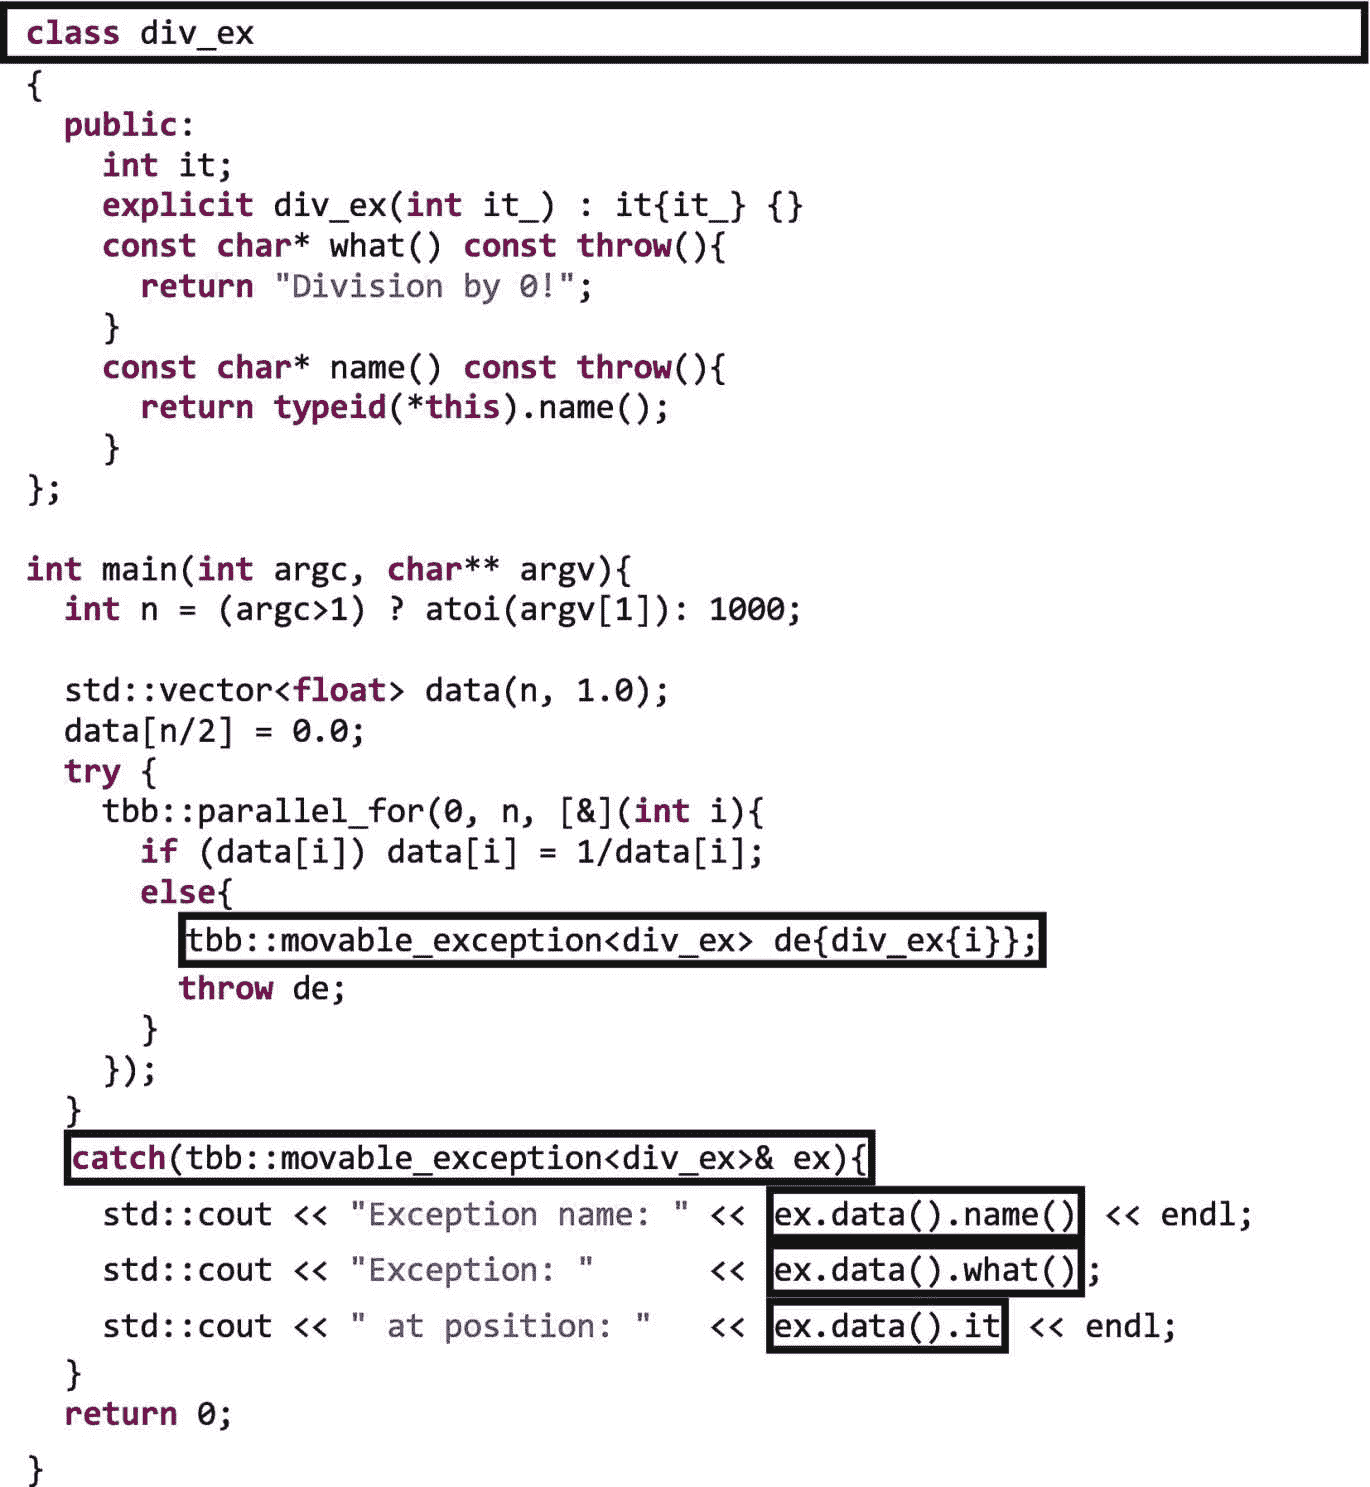 class div_ex
{
  public:
    int it;
    explicit div_ex(int it_) : it{it_} {}
    const char* what() const throw(){
      return "Division by 0!";
    }
    const char* name() const throw(){
      return typeid(*this).name();
    }
};

int main(int argc, char** argv){
  int n = (argc>1) ? atoi(argv[1]): 1000;

  std::vector<float> data(n, 1.0);
  data[n/2] = 0.0;
  try {
    tbb::parallel_for(0, n, [&](int i){
      if (data[i]) data[i] = 1/data[i];
      else{
        tbb::movable_exception<div_ex> de{div_ex{i}};
        throw de;
      }
    });
  }
  catch(tbb::movable_exception<div_ex>& ex){
    std::cout << "Exception name: " << ex.data().name() << endl;
    std::cout << "Exception: "      << ex.data().what();
    std::cout << " at position: "   << ex.data().it << endl;
  }
  return 0;
}